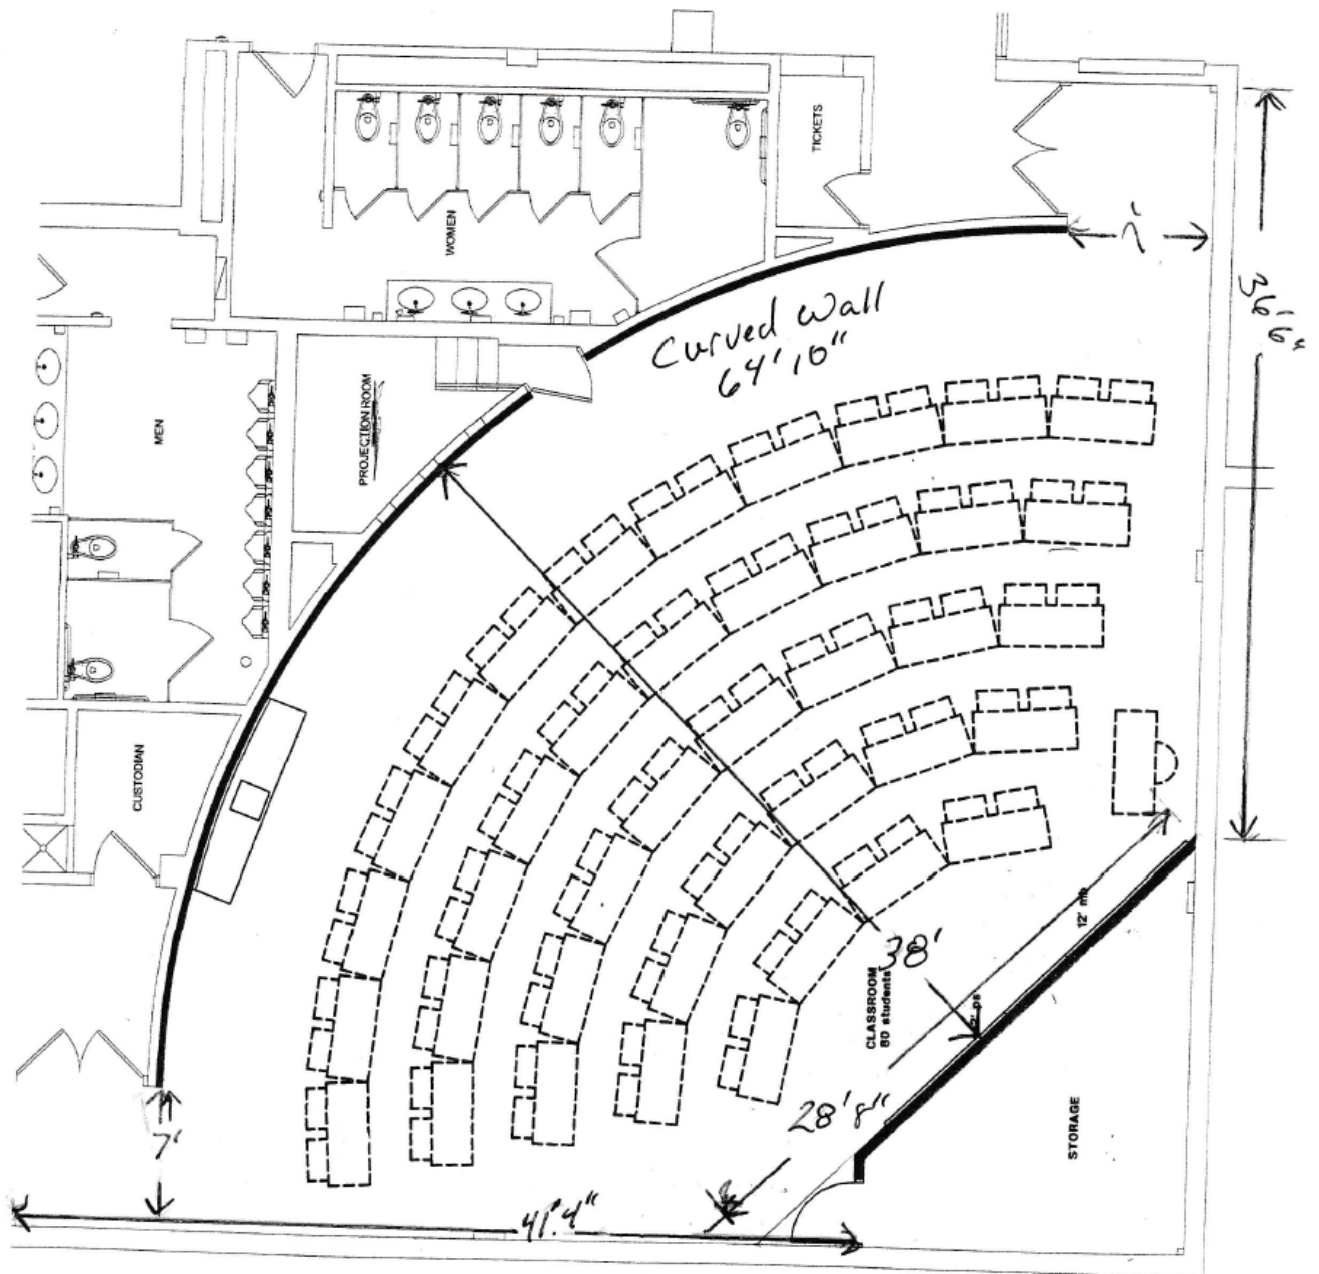 TICKETS
WOMEN
7'
36'6"
Curved Wall
64'10"
PROJECTION ROOM
MEN
CUSTODIAN
12' mb
38'
CLASSROOM
80 students
28'8"
STORAGE
7'
41'.4"